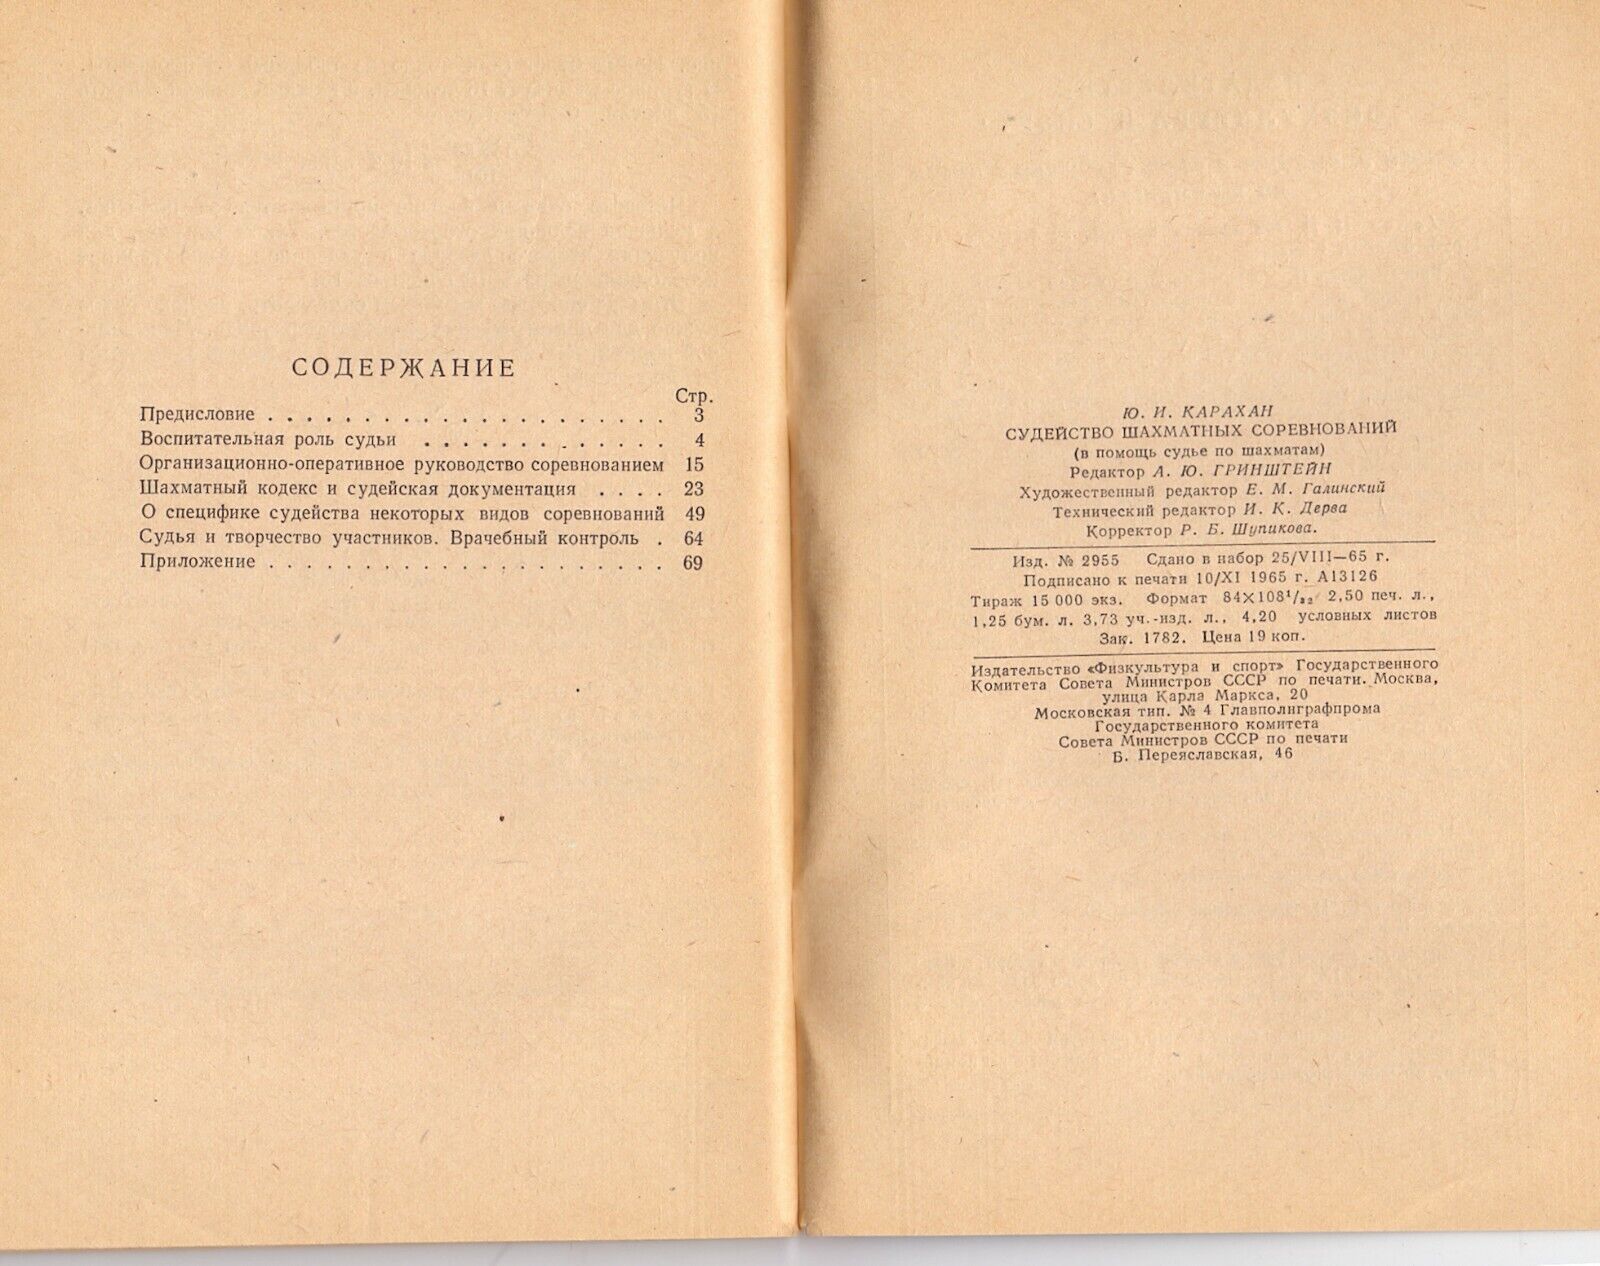 СОДЕРЖАНИЕ
Стр.
Предисловие . . . . . . . . . . . . . . . . . . . . . 3
Воспитательная роль судьи . . . . . . . . . . . . . 4
Организационно-оперативное руководство соревнованием 15
Шахматный кодекс и судейская документация . . . . 23
О специфике судейства некоторых видов соревнований 49
Судья и творчество участников. Врачебный контроль . 64
Приложение . . . . . . . . . . . . . . . . . . . . . 69
Ю. И. КАРАХАН
СУДЕЙСТВО ШАХМАТНЫХ СОРЕВНОВАНИЙ
(в помощь судье по шахматам)
Редактор А. Ю. ГРИНШТЕЙН
Художественный редактор Е. М. Галинский
Технический редактор И. К. Дерва
Корректор Р. Б. Шупикова.
Изд. № 2955 Сдано в набор 25/VIII—65 г.
Подписано к печати 10/XI 1965 г. А13126
Тираж 15 000 экз. Формат 84×108¹/₃₂ 2,50 печ. л.,
1,25 бум. л. 3,73 уч.-изд. л., 4,20 условных листов
Зак. 1782. Цена 19 коп.
Издательство «Физкультура и спорт» Государственного
Комитета Совета Министров СССР по печати. Москва,
улица Карла Маркса, 20
Московская тип. № 4 Главполиграфпрома
Государственного комитета
Совета Министров СССР по печати
Б. Переяславская, 46